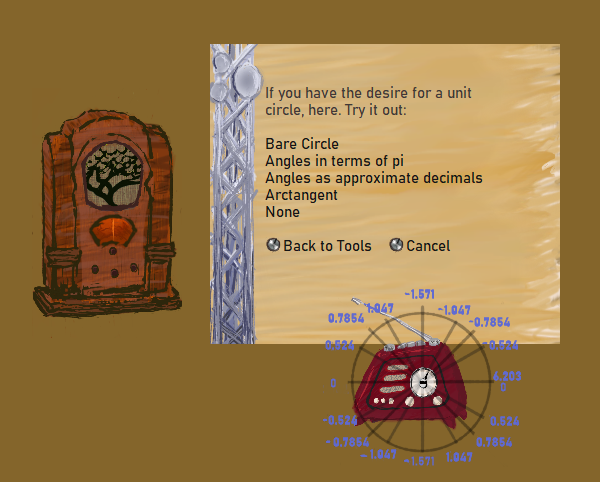 If you have the desire for a unit
circle, here. Try it out:
Bare Circle
Angles in terms of pi
Angles as approximate decimals
Arctangent
None
Back to Tools Cancel
-1.571
1.047 -1.047
0.7854 -0.7854
0.524 -0.524
0
-0.524 0.524
-0.7854 0.7854
-1.047 1.047
-1.571